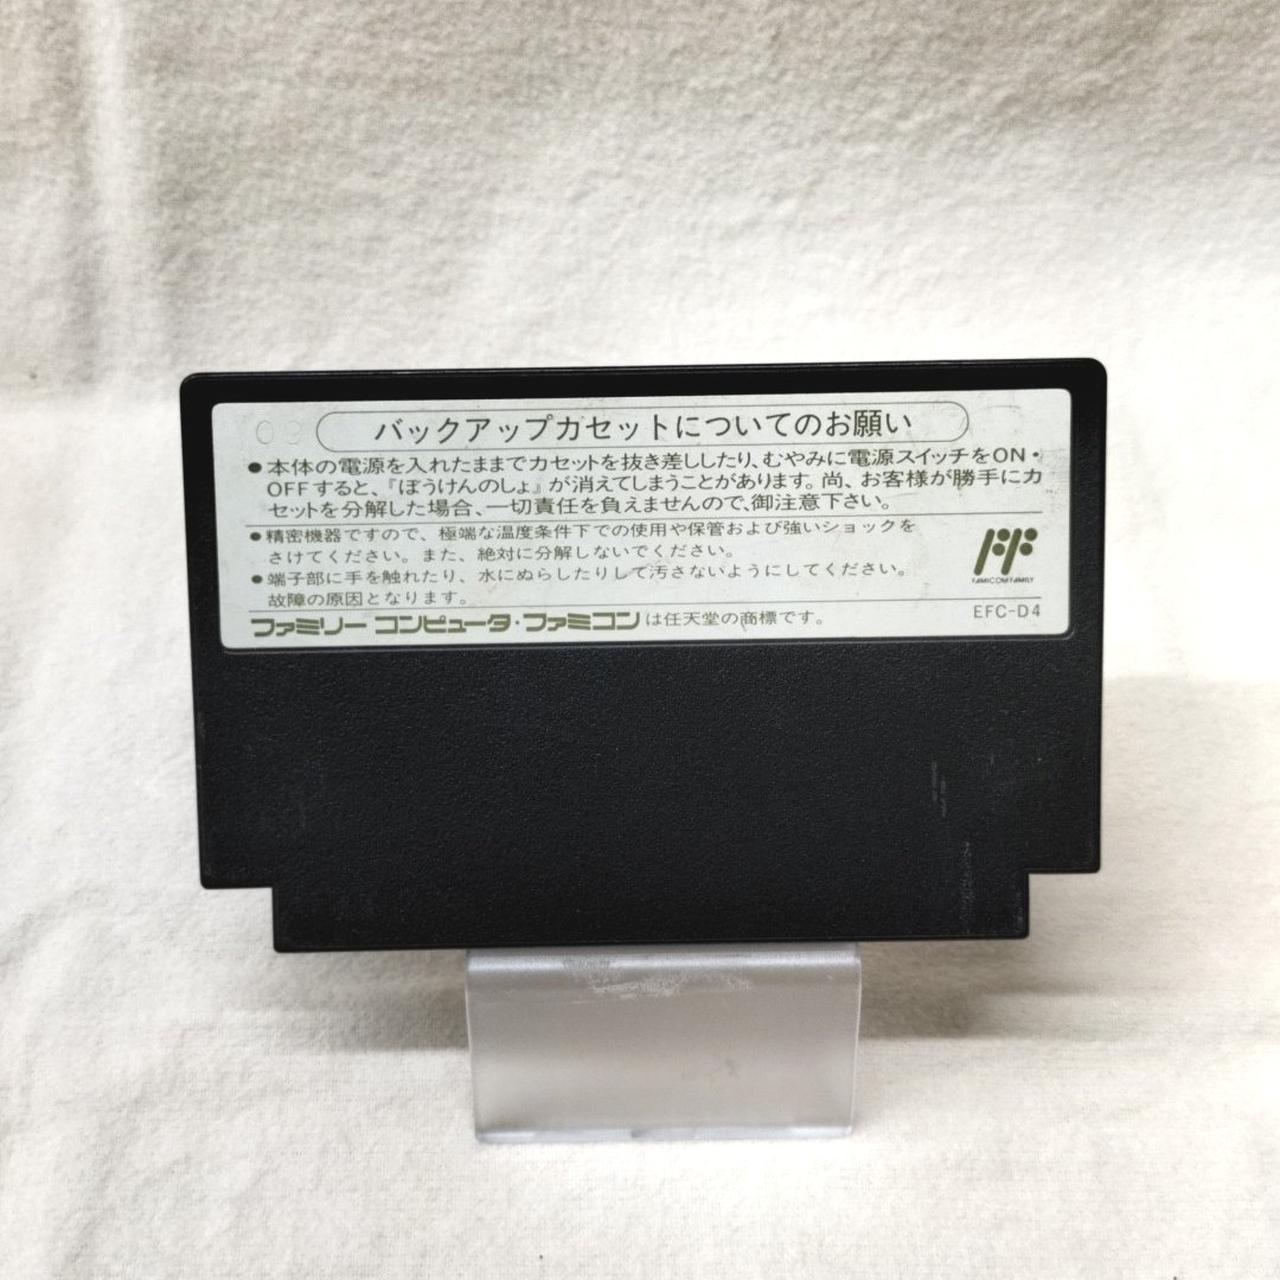 09
バックアップカセットについてのお願い
●本体の電源を入れたままでカセットを抜き差ししたり、むやみに電源スイッチをON・
OFFすると、『ぼうけんのしょ』が消えてしまうことがあります。尚、お客様が勝手にカ
セットを分解した場合、一切責任を負えませんので、御注意下さい。
●精密機器ですので、極端な温度条件下での使用や保管および強いショックを
さけてください。また、絶対に分解しないでください。
●端子部に手を触れたり、水にぬらしたりして汚さないようにしてください。
故障の原因となります。
FF
FAMICOM FAMILY
ファミリー コンピュータ・ファミコンは任天堂の商標です。
EFC-D4